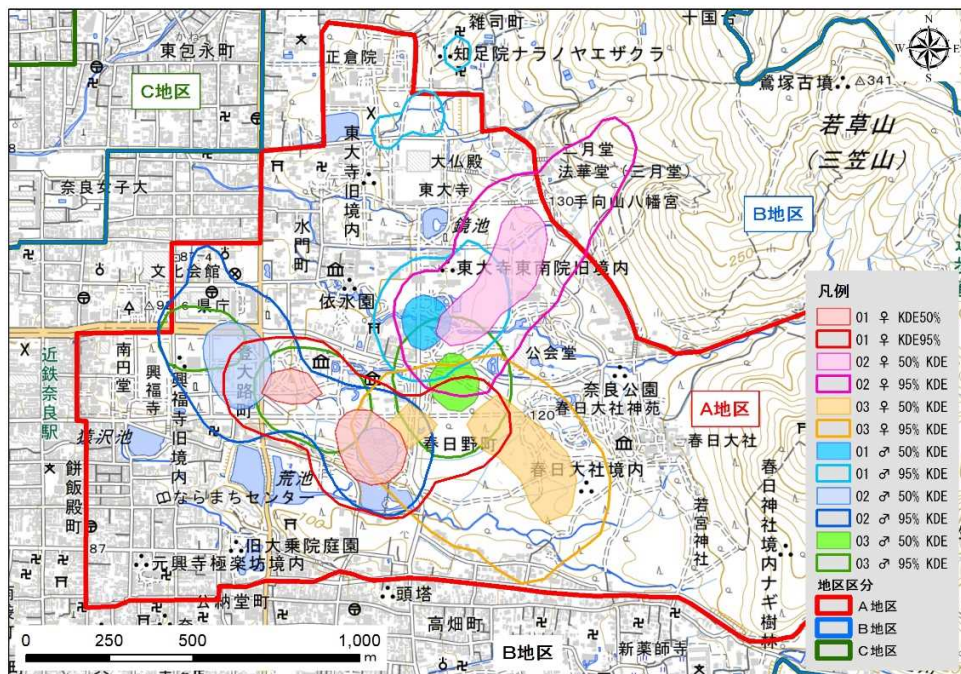 東包永町
C地区
雑司町
知足院ナラノヤエザクラ
正倉院
十国台
N
W
E
S
鶯塚古墳
△341
若草山
(三笠山)
東大寺旧境内
大仏殿
東大寺
二月堂
法華堂(三月堂)
130手向山八幡宮
鏡池
B地区
奈良女子大
水門町
文化会館
県庁
依水園
東大寺東南院旧境内
250
公会堂
奈良公園
春日大社神苑
A地区
近鉄奈良駅
南円堂
興福寺
興福寺旧境内
登大路町
120
春日野町
春日大社境内
春日大社
若宮神社
春日神社境内ナギ樹林
猿沢池
餅飯殿町
荒池
ならまちセンター
100
87
旧大乗院庭園
元興寺極楽坊境内
公納堂町
頭塔
高畑町
新薬師寺
B地区
0 250 500 1,000
m
凡例
01 ♀ KDE50%
01 ♀ KDE95%
02 ♀ 50% KDE
02 ♀ 95% KDE
03 ♀ 50% KDE
03 ♀ 95% KDE
01 ♂ 50% KDE
01 ♂ 95% KDE
02 ♂ 50% KDE
02 ♂ 95% KDE
03 ♂ 50% KDE
03 ♂ 95% KDE
地区区分
A地区
B地区
C地区